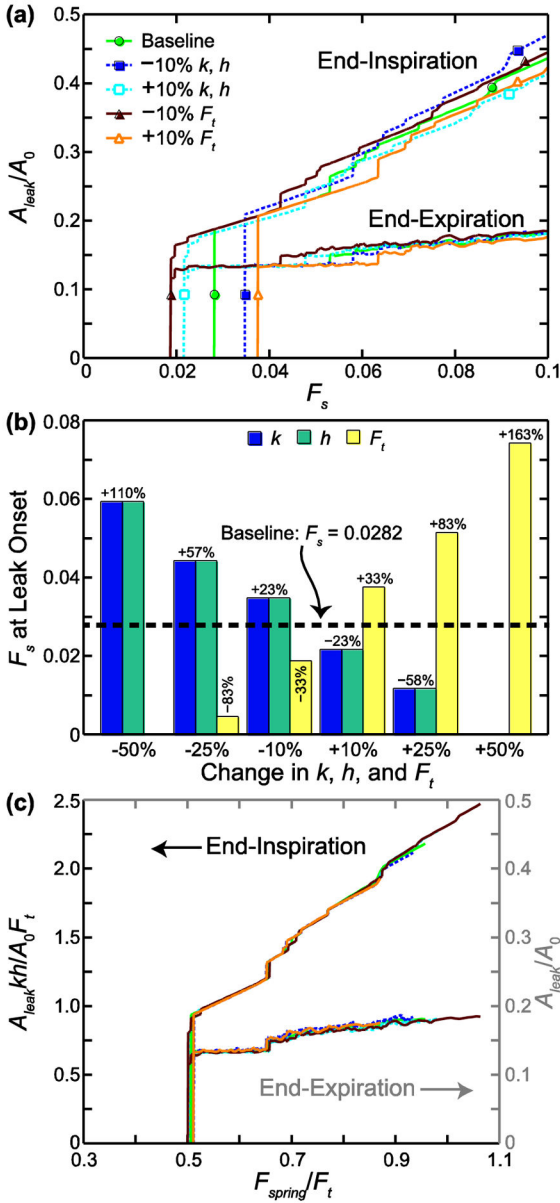 (a)
0.5
0.4
0.3
0.2
0.1
0
A_leak/A_0
Baseline
−10% k, h
+10% k, h
−10% F_t
+10% F_t
End-Inspiration
End-Expiration
0.02 0.04 0.06 0.08 0.1
F_s
(b)
0.08
0.06
0.04
0.02
0
F_s at Leak Onset
k h F_t
+110%
+57%
−83%
+23%
−33%
−23%
+33%
−58%
+83%
+163%
Baseline: F_s = 0.0282
-50% -25% -10% +10% +25% +50%
Change in k, h, and F_t
(c)
2.5
2.0
1.5
1.0
0.5
0
A_leak kh/A_0 F_t
End-Inspiration
End-Expiration
0.5
0.4
0.3
0.2
0.1
0
A_leak/A_0
0.3 0.5 0.7 0.9 1.1
F_spring/F_t